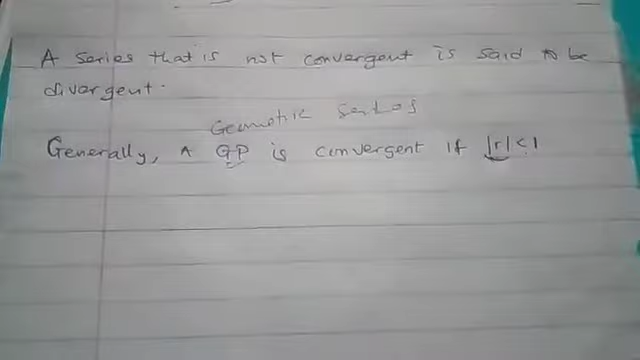 A series that is not convergent is said to be
divergent.
Geometric series
Generally, A GP is convergent if |r| < 1